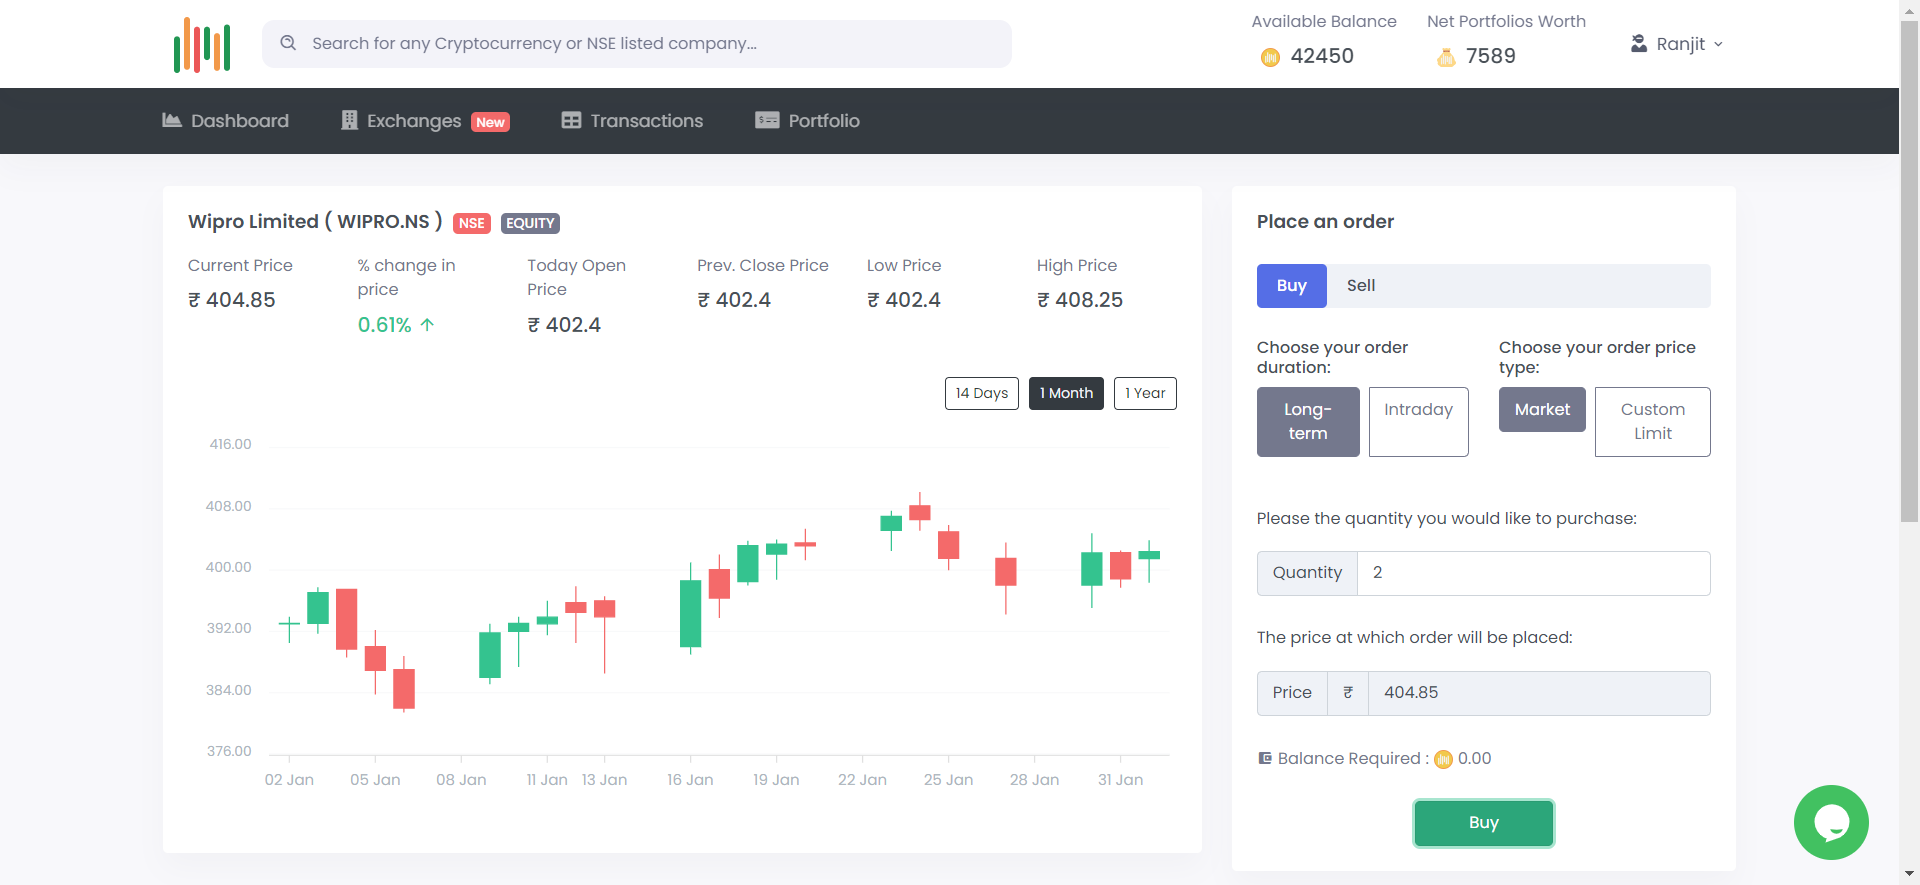 Search for any Cryptocurrency or NSE listed company...
Available Balance
42450
Net Portfolios Worth
7589
Ranjit
Dashboard
Exchanges New
Transactions
Portfolio
Wipro Limited ( WIPRO.NS ) NSE EQUITY
Current Price
₹ 404.85
% change in
price
0.61% ↑
Today Open
Price
₹ 402.4
Prev. Close Price
₹ 402.4
Low Price
₹ 402.4
High Price
₹ 408.25
14 Days
1 Month
1 Year
416.00
408.00
400.00
392.00
384.00
376.00
02 Jan
05 Jan
08 Jan
11 Jan
13 Jan
16 Jan
19 Jan
22 Jan
25 Jan
28 Jan
31 Jan
Place an order
Buy
Sell
Choose your order
duration:
Long-
term
Intraday
Choose your order price
type:
Market
Custom
Limit
Please the quantity you would like to purchase:
Quantity 2
The price at which order will be placed:
Price ₹ 404.85
Balance Required : 0.00
Buy